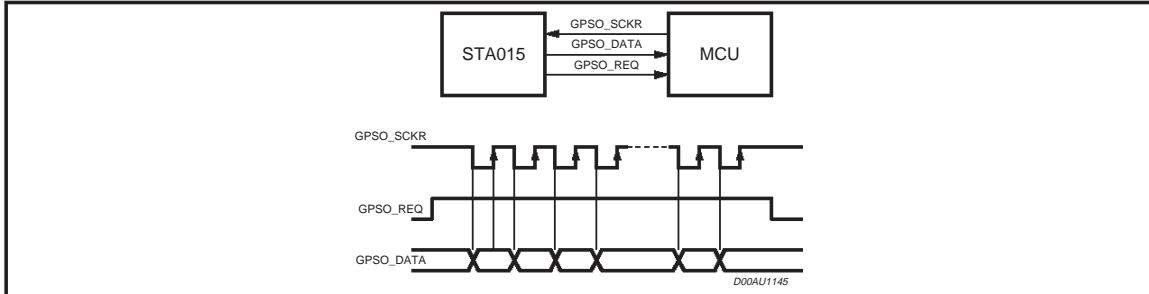 GPSO_SCKR
STA015
GPSO_DATA
MCU
GPSO_REQ
GPSO_SCKR
GPSO_REQ
GPSO_DATA
D00AU1145